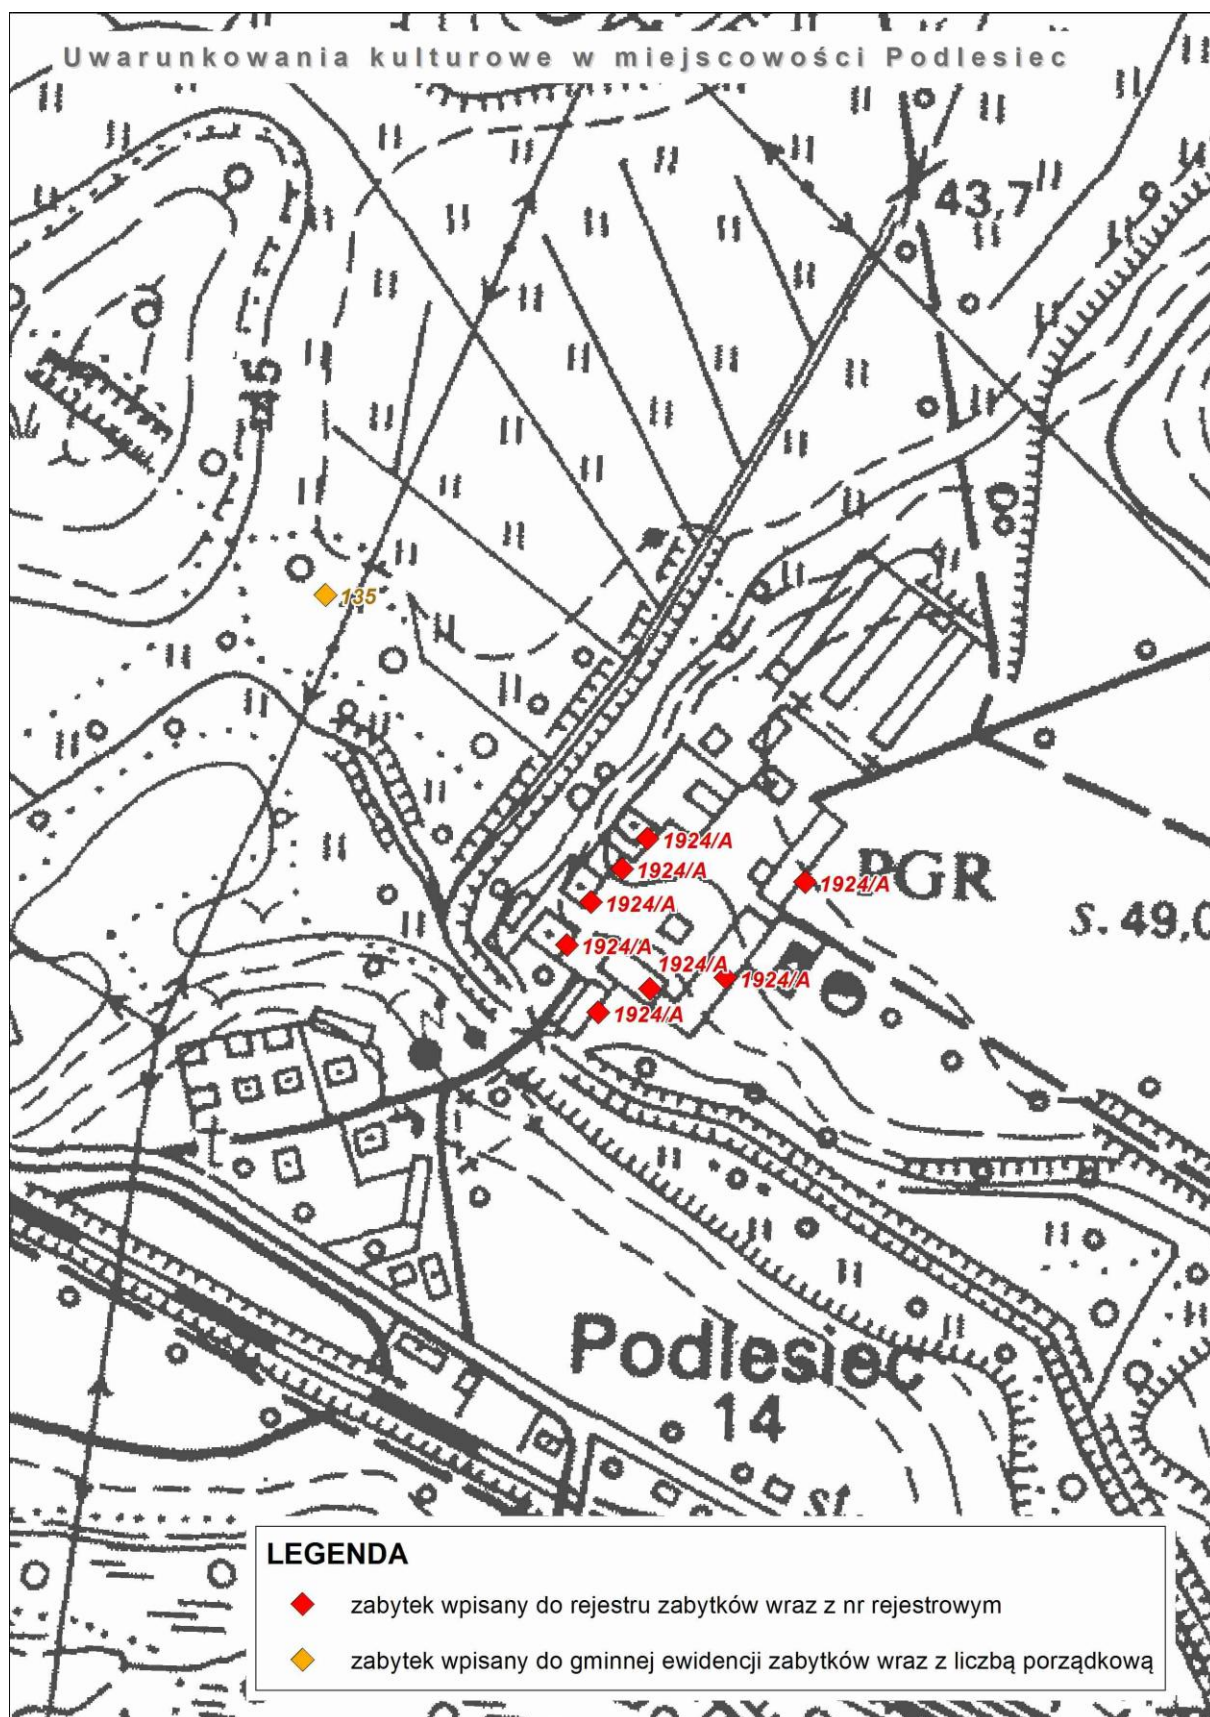 Uwarunkowania kulturowe w miejscowości Podlesiec
43,7
145
135
1924/A
1924/A
1924/A
PGR
1924/A
s. 49,0
1924/A
1924/A
1924/A
1924/A
Podlesiec
14
st
LEGENDA
zabytek wpisany do rejestru zabytków wraz z nr rejestrowym
zabytek wpisany do gminnej ewidencji zabytków wraz z liczbą porządkową